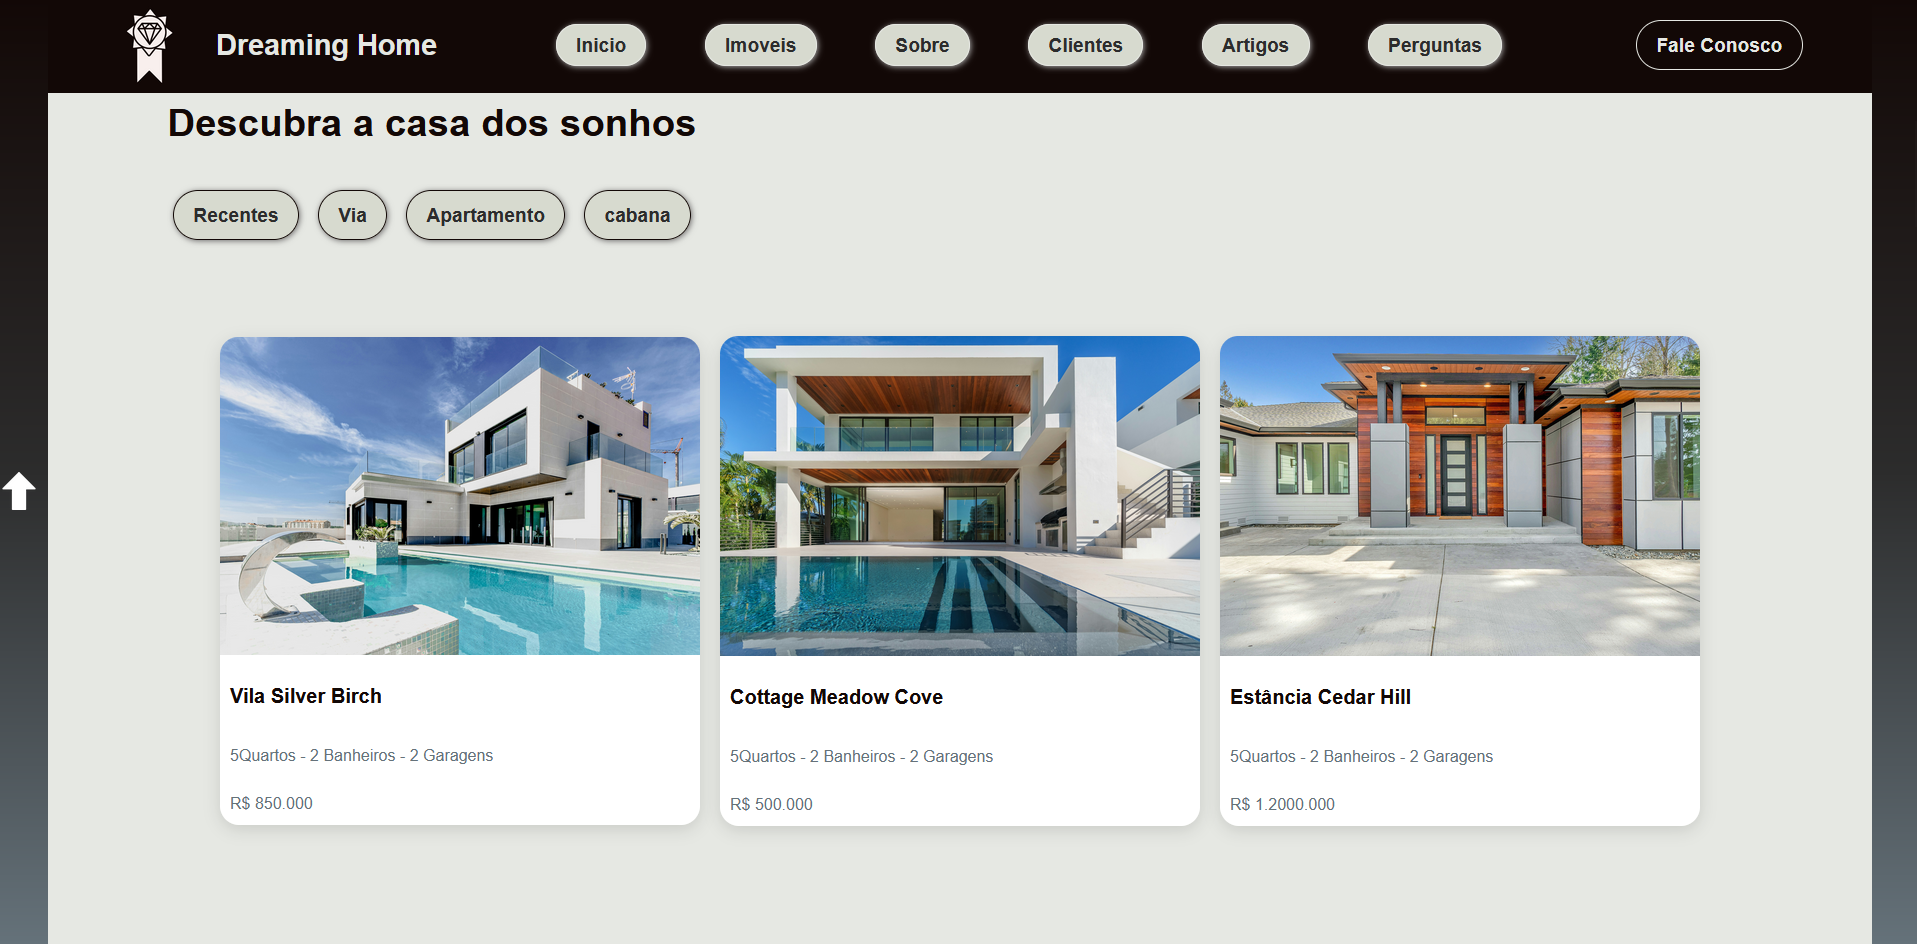 Dreaming Home
Inicio
Imoveis
Sobre
Clientes
Artigos
Perguntas
Fale Conosco
Descubra a casa dos sonhos
Recentes
Via
Apartamento
cabana
Vila Silver Birch
5Quartos - 2 Banheiros - 2 Garagens
R$ 850.000
Cottage Meadow Cove
5Quartos - 2 Banheiros - 2 Garagens
R$ 500.000
Estância Cedar Hill
5Quartos - 2 Banheiros - 2 Garagens
R$ 1.2000.000